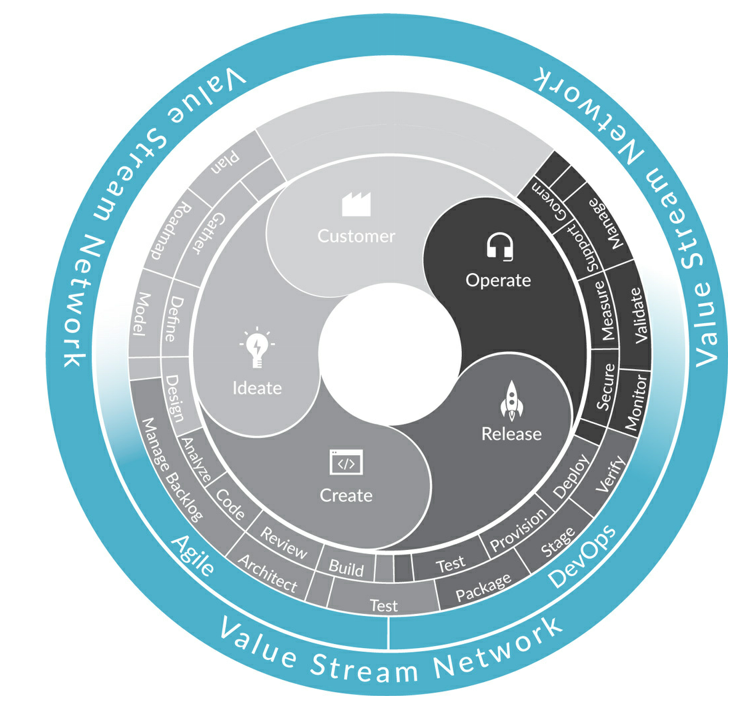 Value Stream Network
Value Stream Network
Value Stream Network
Agile
DevOps
Customer
Operate
Release
Create
</>
Ideate
Plan
Roadmap
Gather
Model
Define
Design
Manage Backlog
Analyze
Code
Review
Architect
Build
Test
Test
Package
Provision
Stage
Deploy
Verify
Monitor
Secure
Validate
Measure
Support
Manage
Govern